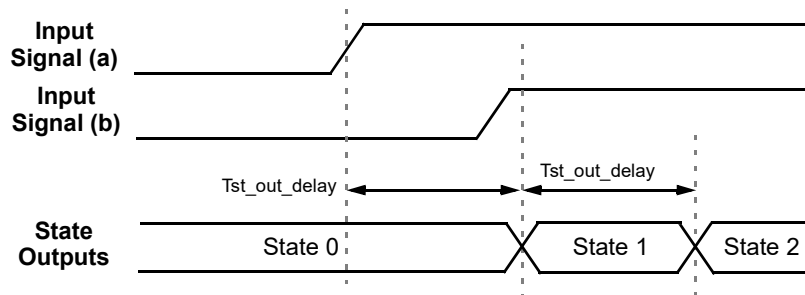 Input
Signal (a)
Input
Signal (b)
Tst_out_delay
Tst_out_delay
State
Outputs
State 0
State 1
State 2